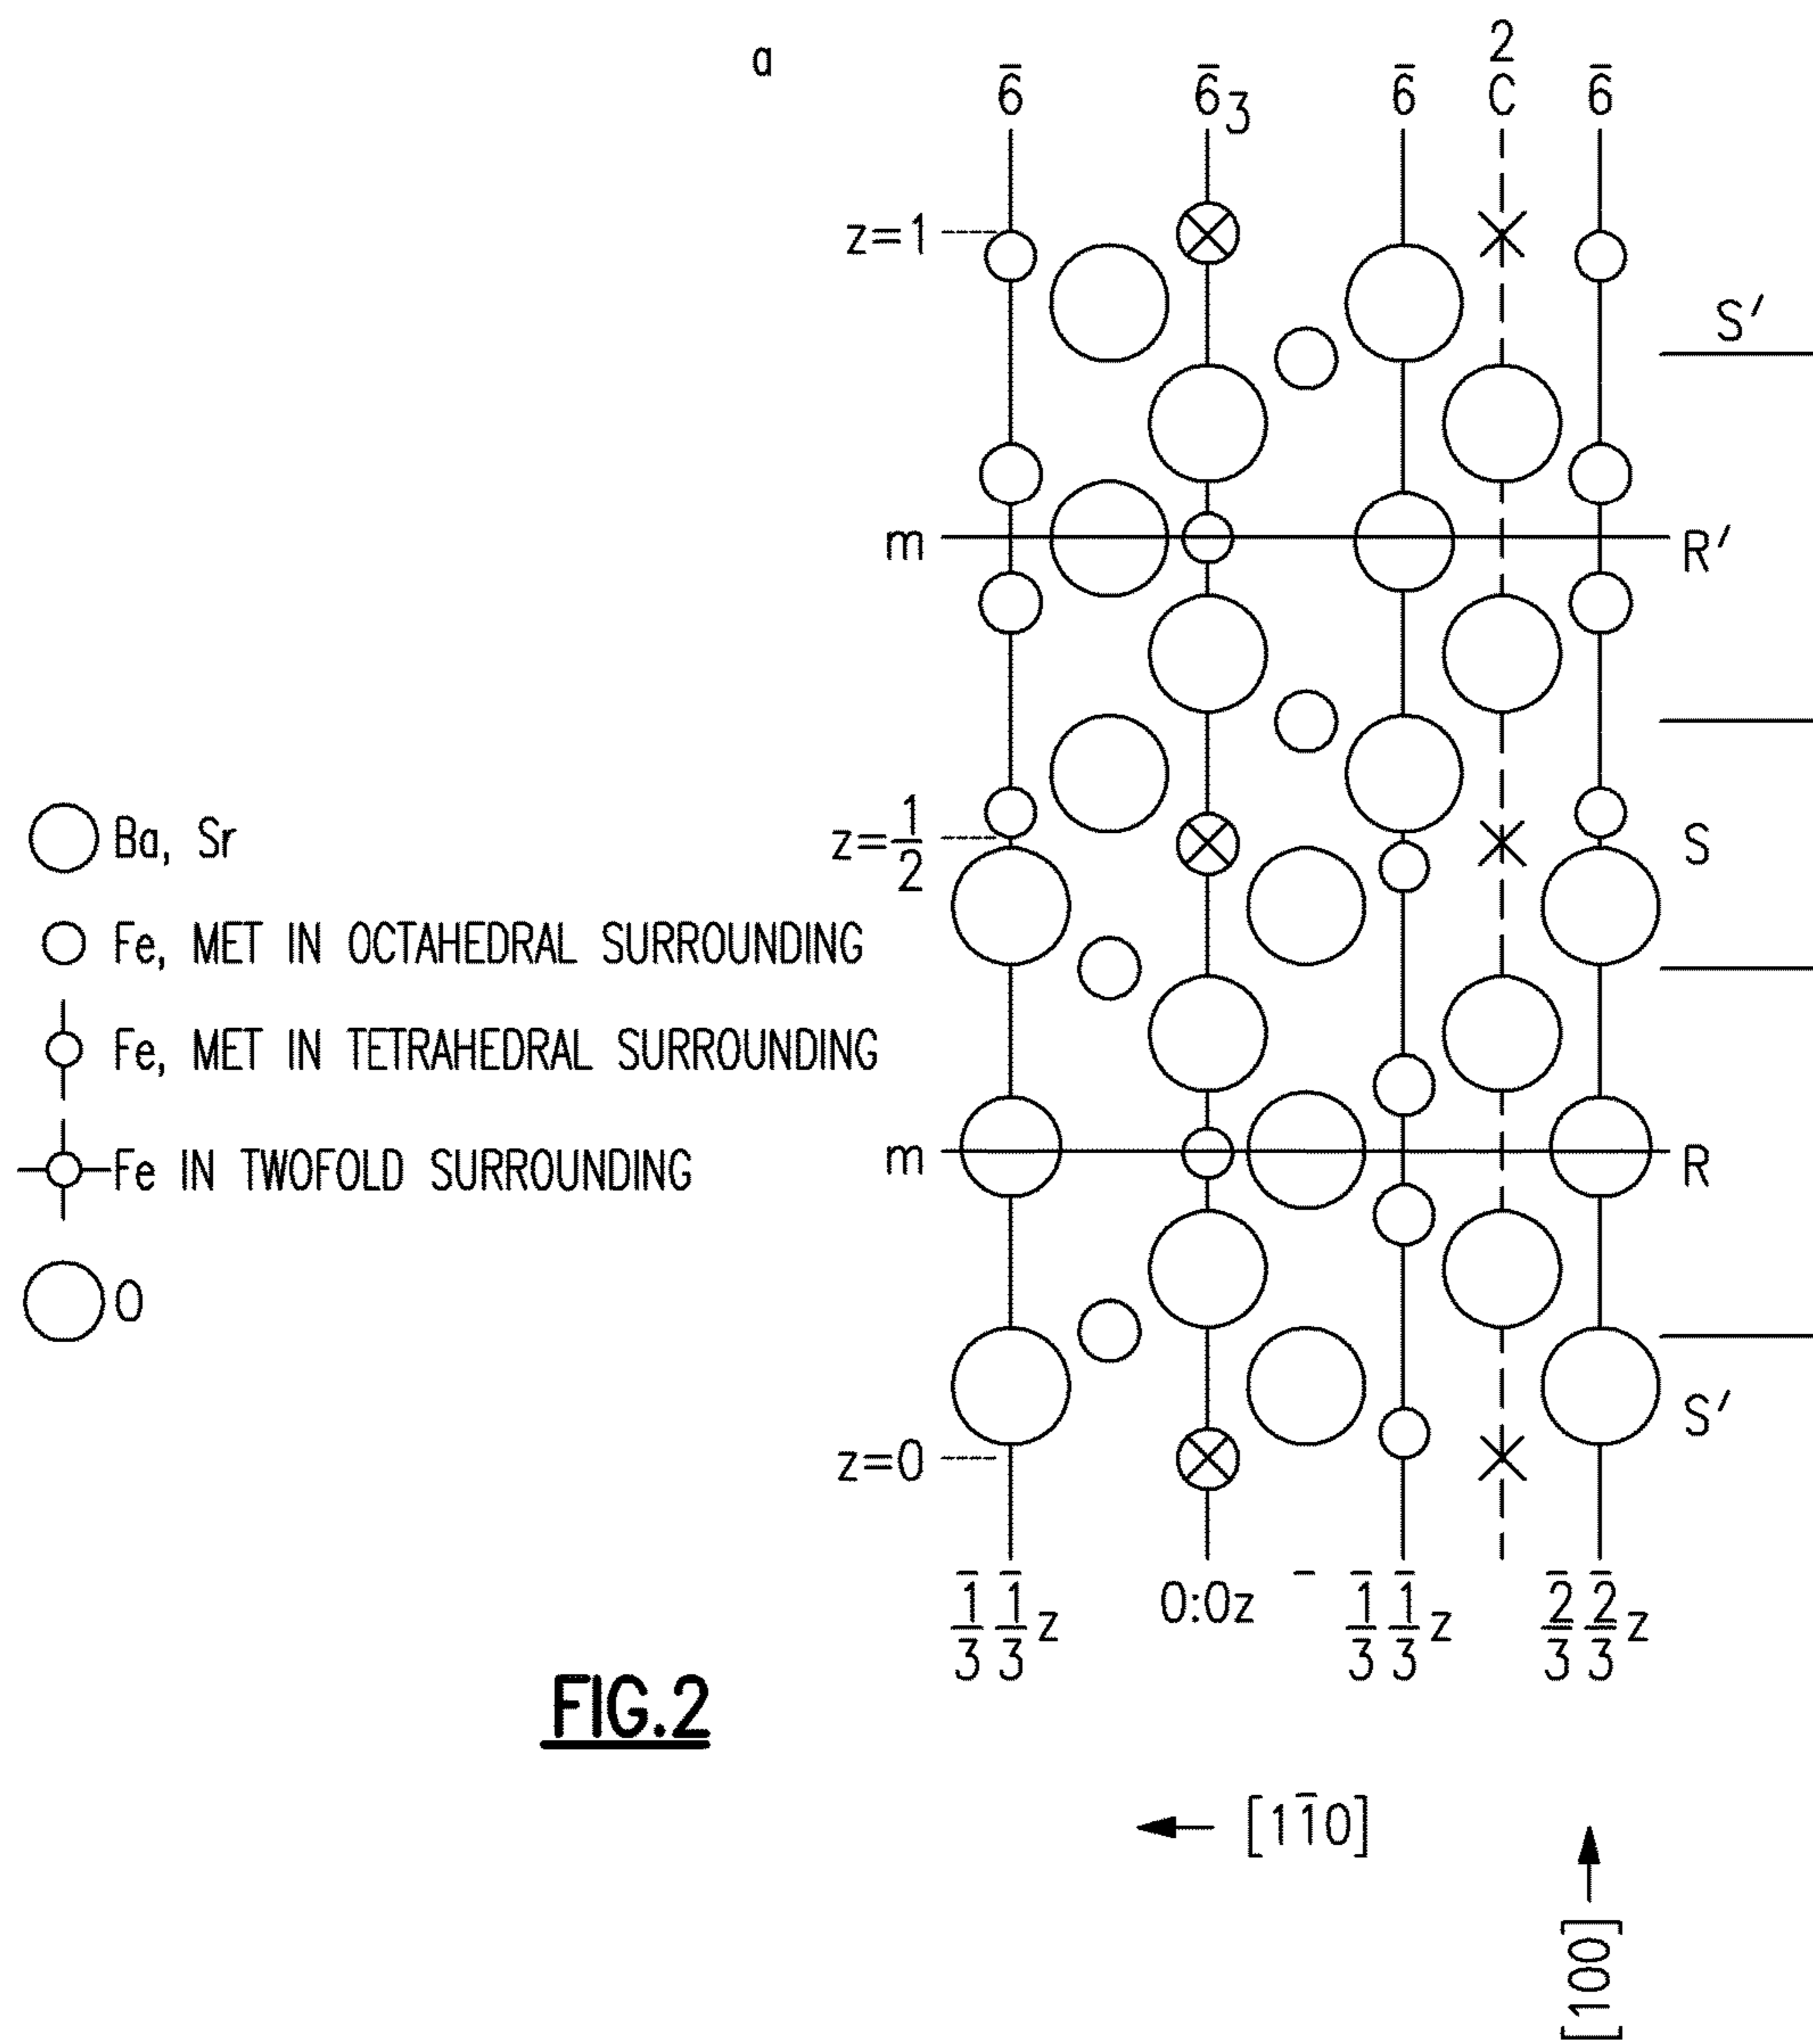 a
6̅ 6̅3 6̅ 2 C 6̅
z=1
S′
m R′
z=1/2 S
Ba, Sr
Fe, MET IN OCTAHEDRAL SURROUNDING
Fe, MET IN TETRAHEDRAL SURROUNDING
m R
Fe IN TWOFOLD SURROUNDING
O
S′
z=0
1̅/3 1̅/3 z 0:0z – 1̅/3 1̅/3 z 2̅/3 2̅/3 z
FIG.2
[11̅0]
[100]